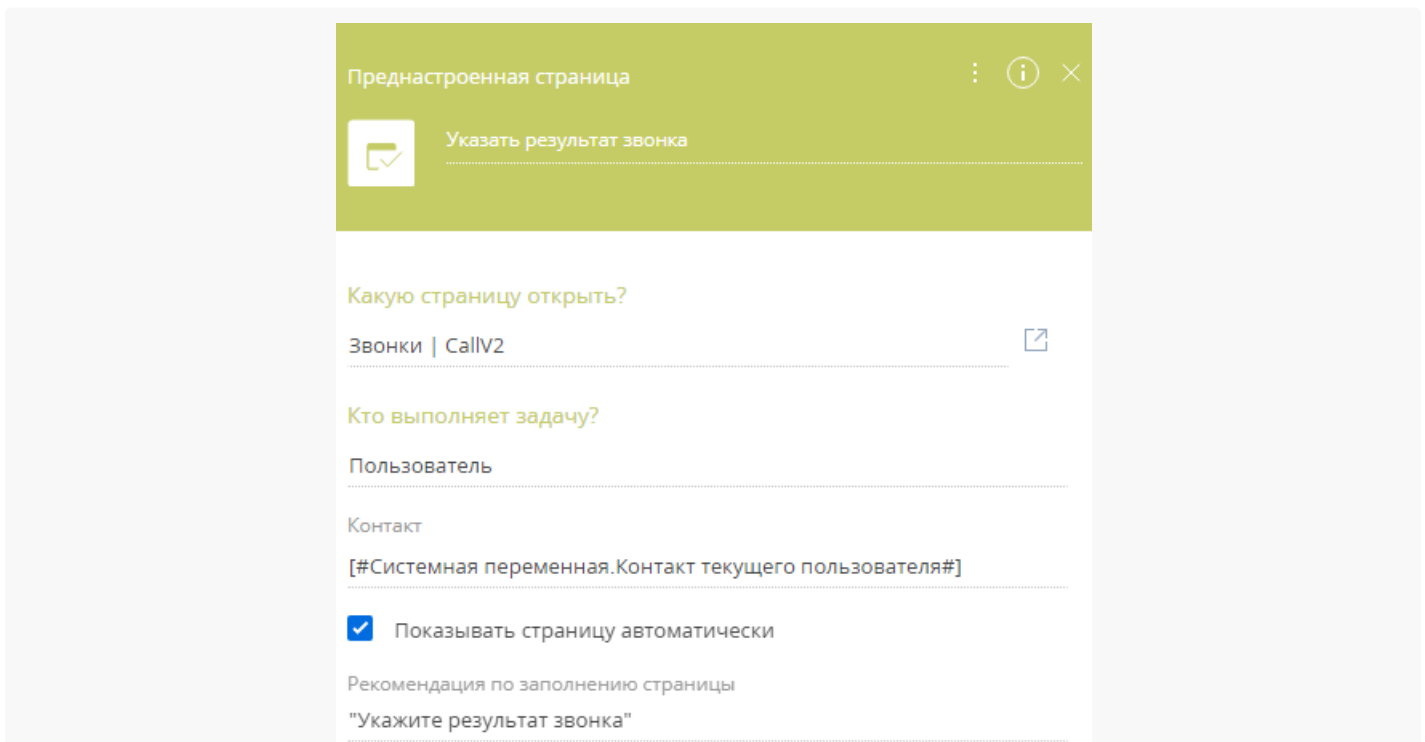 Преднастроенная страница
Указать результат звонка
Какую страницу открыть?
Звонки | CallV2
Кто выполняет задачу?
Пользователь
Контакт
[#Системная переменная.Контакт текущего пользователя#]
Показывать страницу автоматически
Рекомендация по заполнению страницы
"Укажите результат звонка"